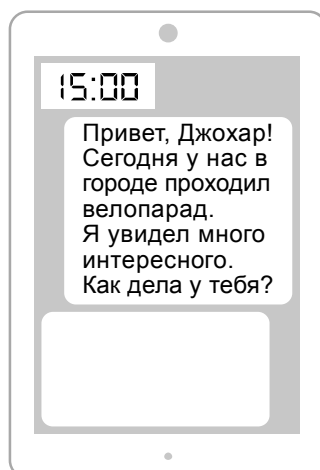 15:00
Привет, Джохар!
Сегодня у нас в
городе проходил
велопарад.
Я увидел много
интересного.
Как дела у тебя?